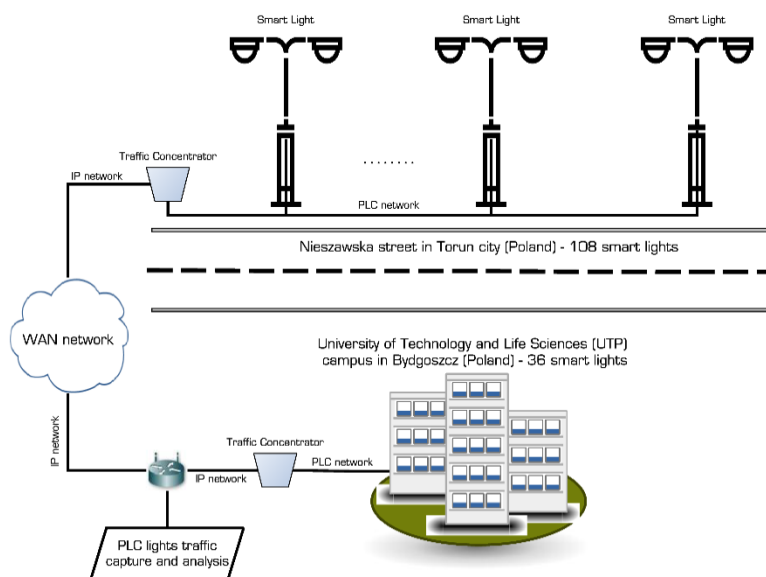 Smart Light
Smart Light
Smart Light
Traffic Concentrator
IP network
. . . . . . . .
PLC network
Nieszawska street in Torun city (Poland) - 108 smart lights
WAN network
University of Technology and Life Sciences (UTP)
campus in Bydgoszcz (Poland) - 36 smart lights
IP network
Traffic Concentrator
IP network
PLC network
PLC lights traffic
capture and analysis